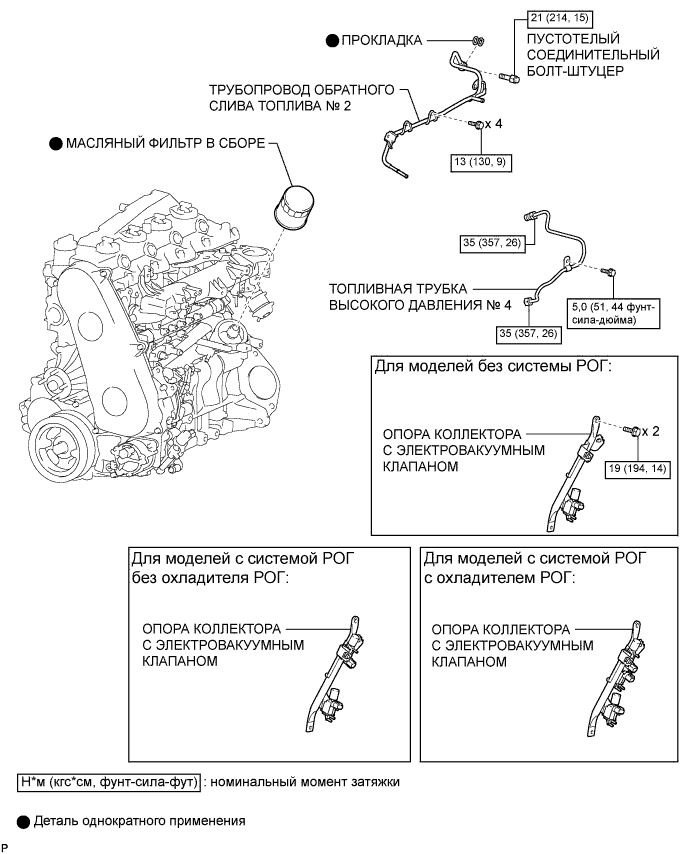 21 (214, 15)
● ПРОКЛАДКА
ПУСТОТЕЛЫЙ
СОЕДИНИТЕЛЬНЫЙ
БОЛТ-ШТУЦЕР
ТРУБОПРОВОД ОБРАТНОГО
СЛИВА ТОПЛИВА № 2
x 4
● МАСЛЯНЫЙ ФИЛЬТР В СБОРЕ
13 (130, 9)
35 (357, 26)
ТОПЛИВНАЯ ТРУБКА
ВЫСОКОГО ДАВЛЕНИЯ № 4
5,0 (51, 44 фунт-
сила-дюйма)
35 (357, 26)
Для моделей без системы РОГ:
ОПОРА КОЛЛЕКТОРА
С ЭЛЕКТРОВАКУУМНЫМ
КЛАПАНОМ
x 2
19 (194, 14)
Для моделей с системой РОГ
без охладителя РОГ:
ОПОРА КОЛЛЕКТОРА
С ЭЛЕКТРОВАКУУМНЫМ
КЛАПАНОМ
Для моделей с системой РОГ
с охладителем РОГ:
ОПОРА КОЛЛЕКТОРА
С ЭЛЕКТРОВАКУУМНЫМ
КЛАПАНОМ
Н*м (кгс*см, фунт-сила-фут) : номинальный момент затяжки
● Деталь однократного применения
P